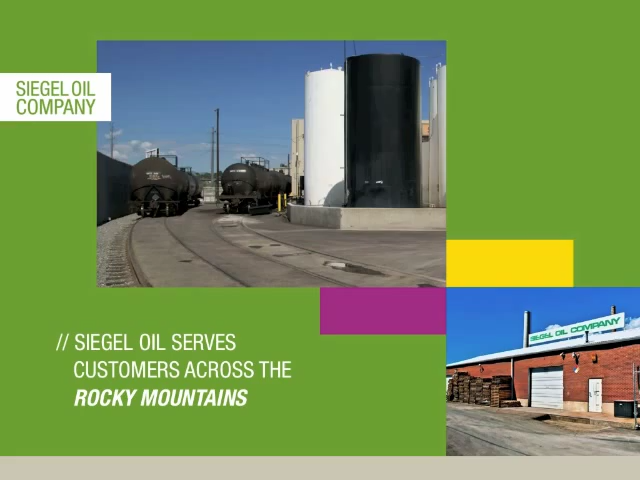 SIEGEL OIL
COMPANY
// SIEGEL OIL SERVES
CUSTOMERS ACROSS THE
ROCKY MOUNTAINS
SIEGEL OIL COMPANY